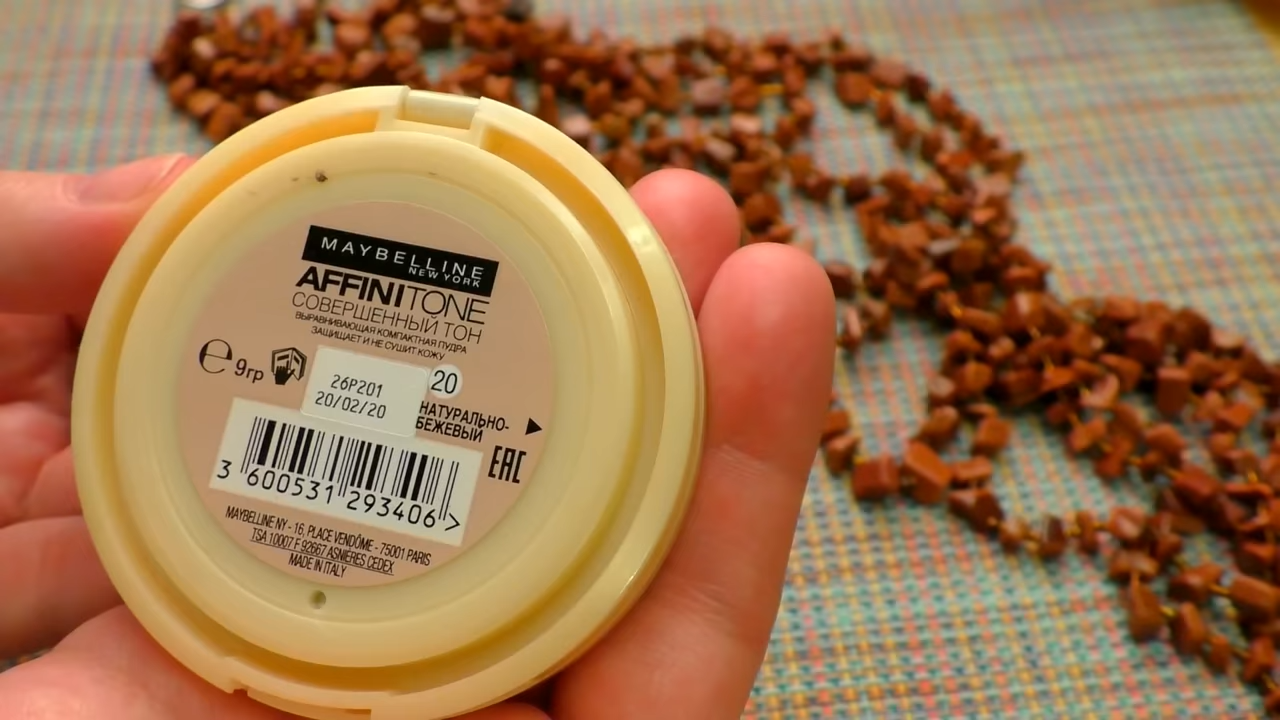 MAYBELLINE
NEW YORK
AFFINITONE
СОВЕРШЕННЫЙ ТОН
ВЫРАВНИВАЮЩАЯ КОМПАКТНАЯ ПУДРА
ЗАЩИЩАЕТ И НЕ СУШИТ КОЖУ
℮ 9гр
26P201
20/02/20
20
НАТУРАЛЬНО-
БЕЖЕВЫЙ
EAC
3 600531 293406 >
MAYBELLINE NY - 16, PLACE VENDÔME - 75001 PARIS
TSA 10007 F 92667 ASNIÈRES CEDEX
MADE IN ITALY